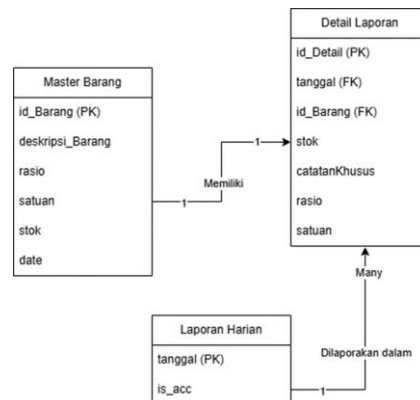 Detail Laporan
id_Detail (PK)
tanggal (FK)
id_Barang (FK)
stok
catatanKhusus
rasio
satuan
Master Barang
id_Barang (PK)
deskripsi_Barang
rasio
satuan
stok
date
1
Memiliki
1
Many
Dilaporkan dalam
1
Laporan Harian
tanggal (PK)
is_acc